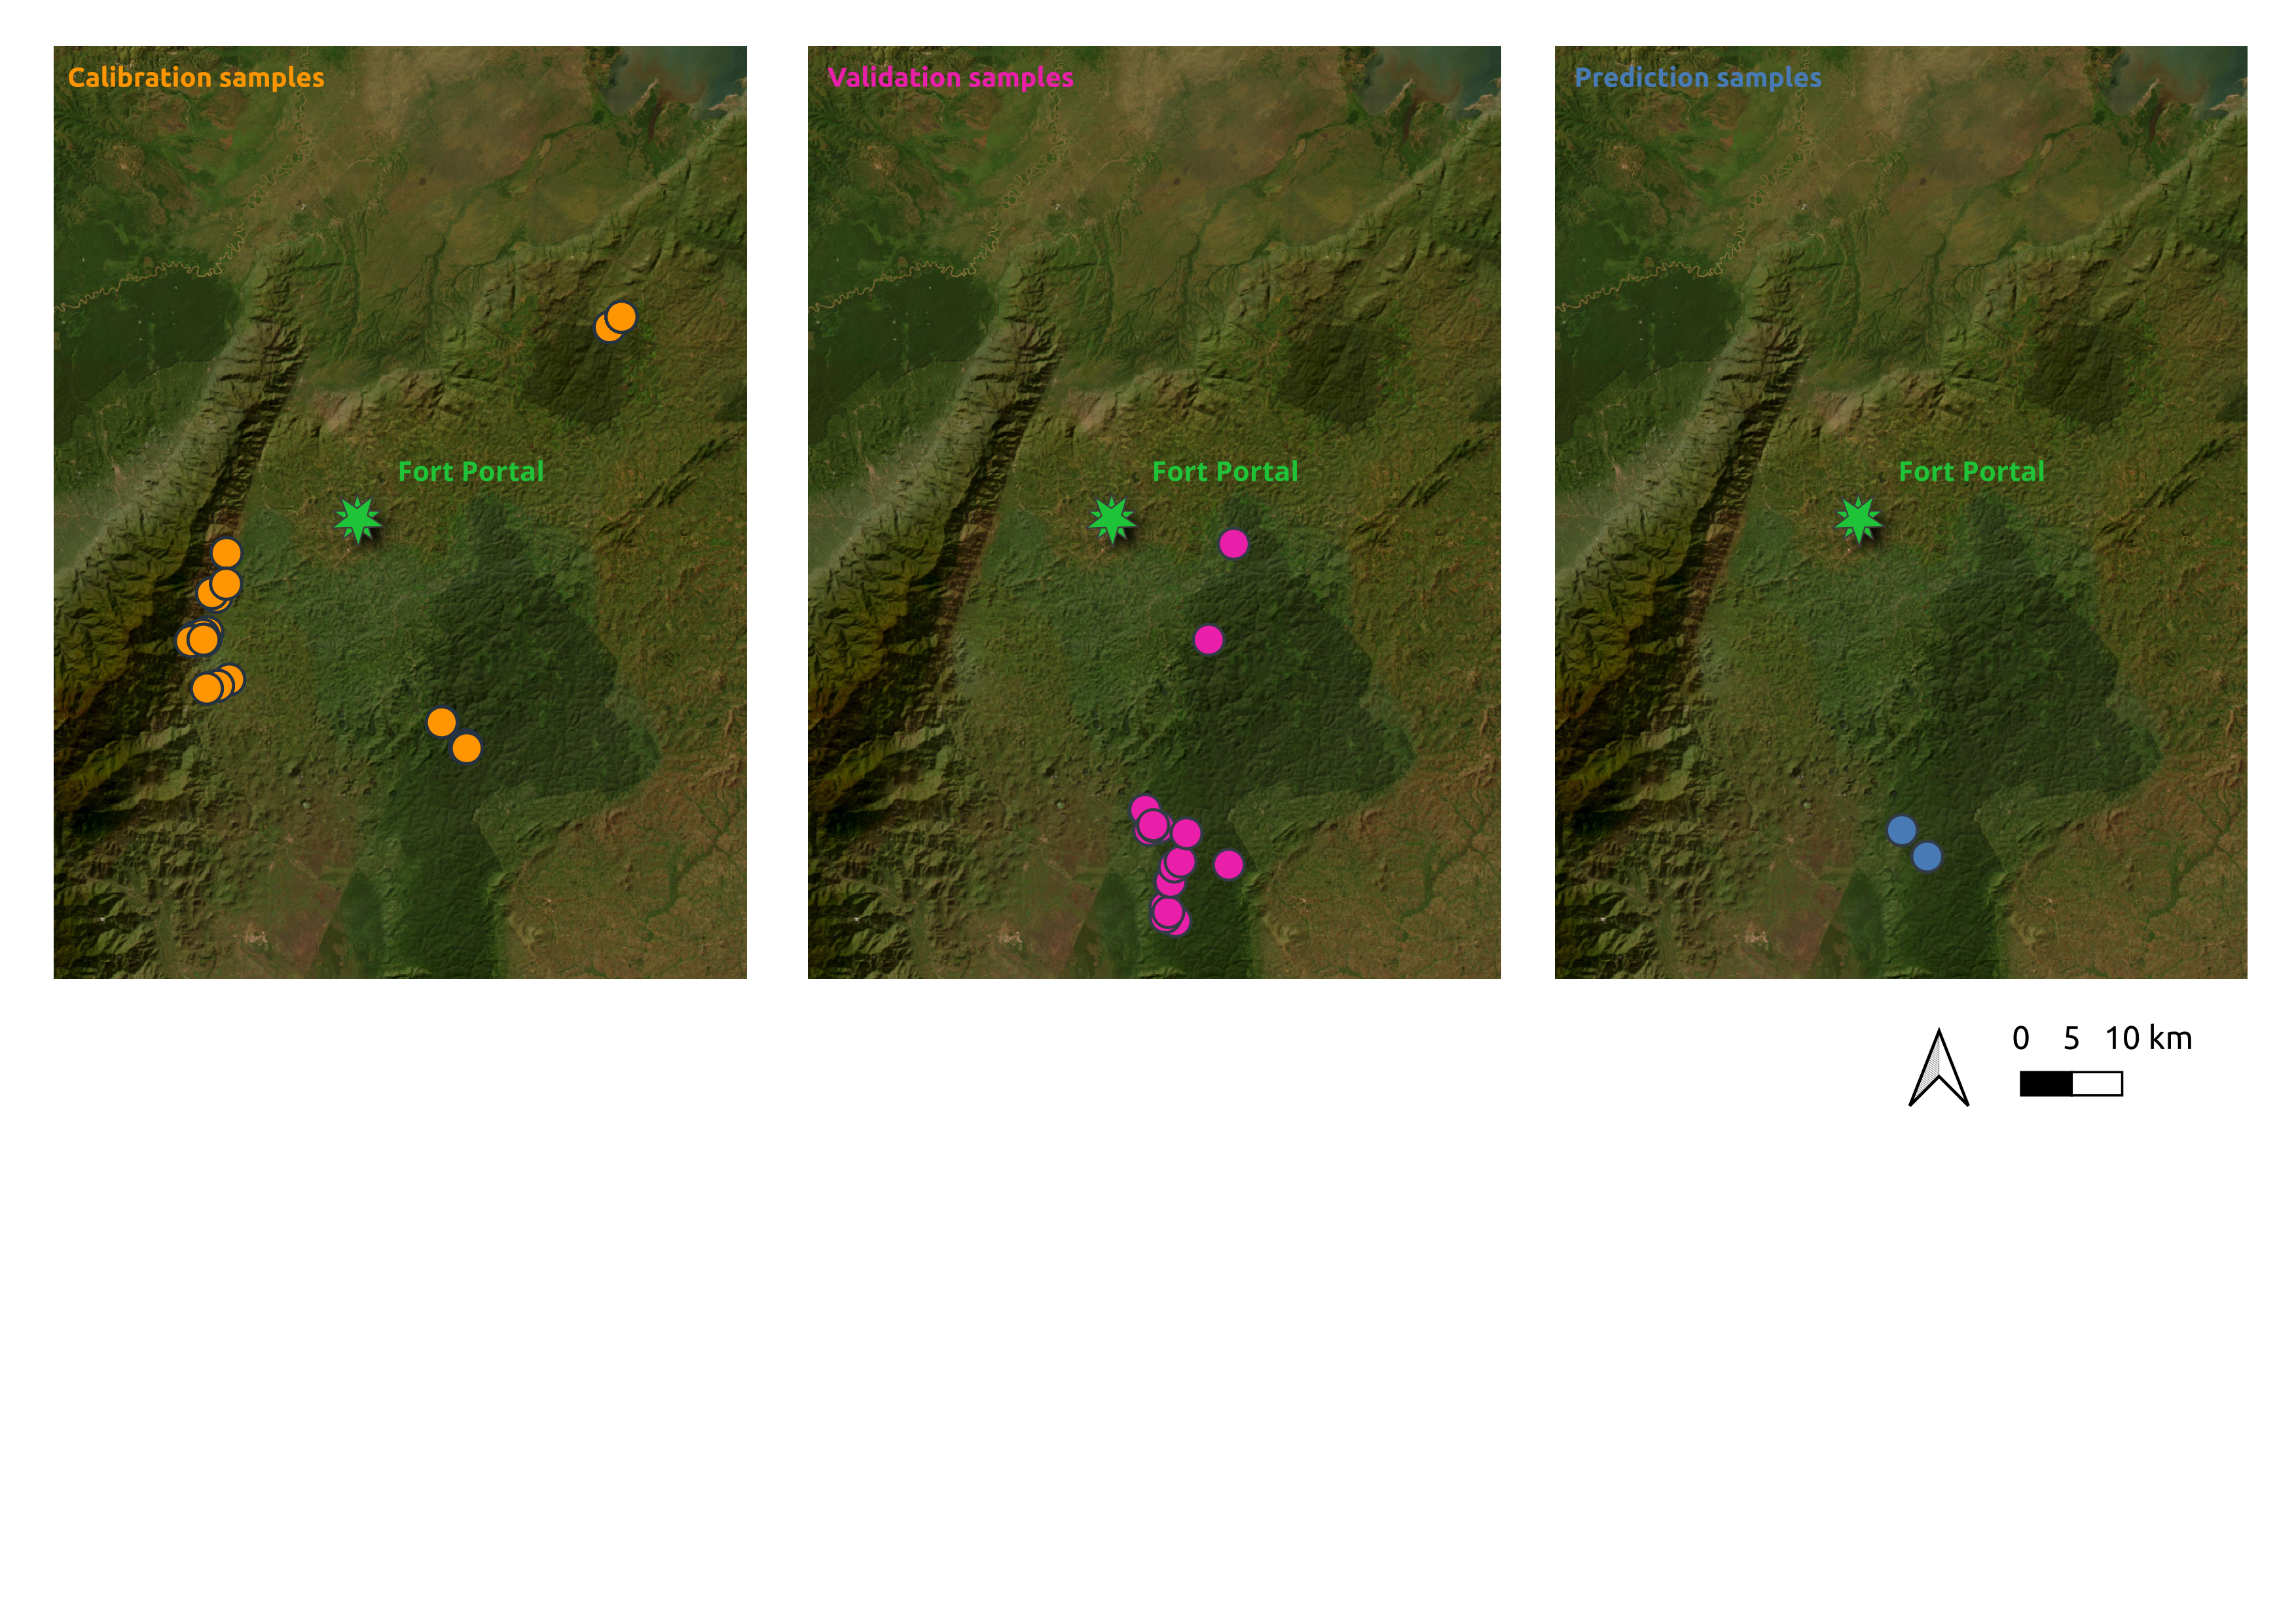 Calibration samples
Fort Portal
Validation samples
Fort Portal
Prediction samples
Fort Portal
0 5 10 km